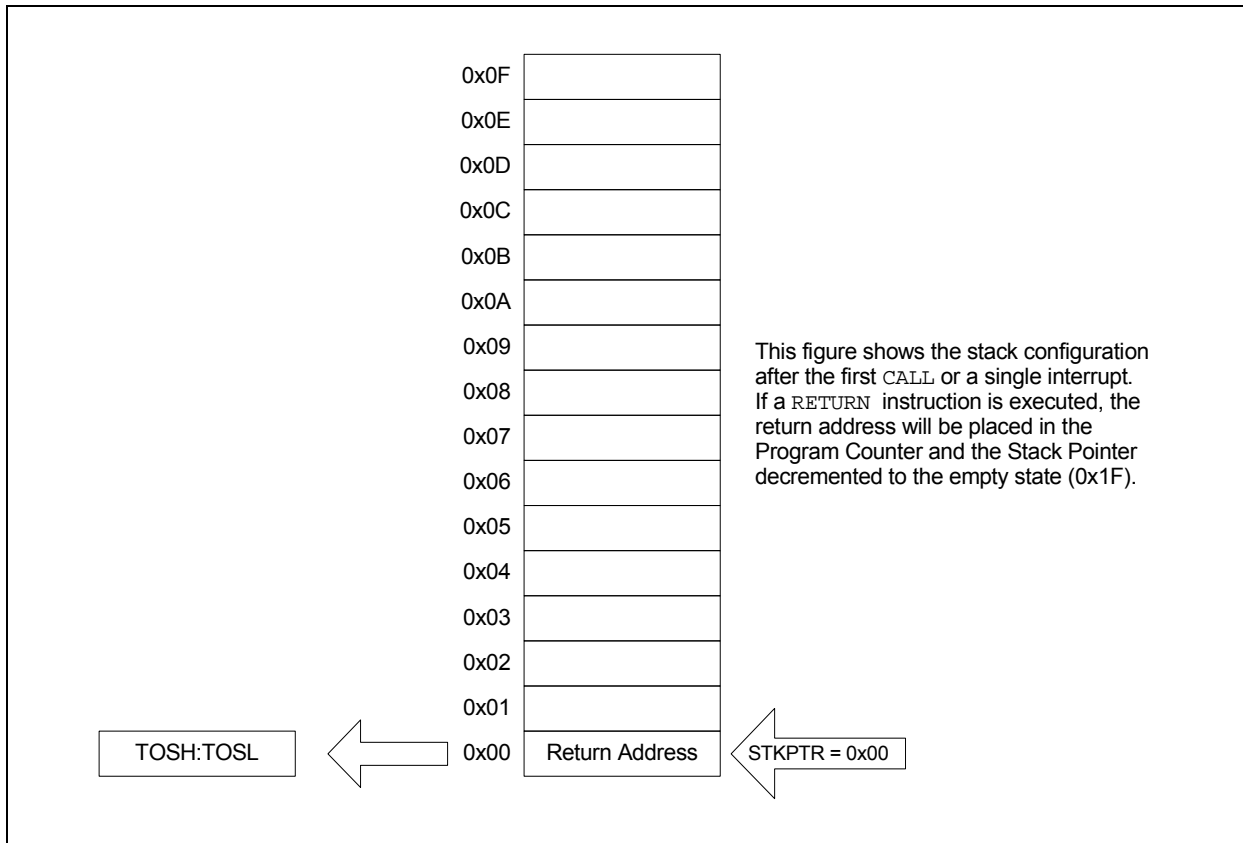 0x0F
0x0E
0x0D
0x0C
0x0B
0x0A
0x09
0x08
0x07
0x06
0x05
0x04
0x03
0x02
0x01
0x00
This figure shows the stack configuration
after the first CALL or a single interrupt.
If a RETURN instruction is executed, the
return address will be placed in the
Program Counter and the Stack Pointer
decremented to the empty state (0x1F).
TOSH:TOSL
Return Address
STKPTR = 0x00